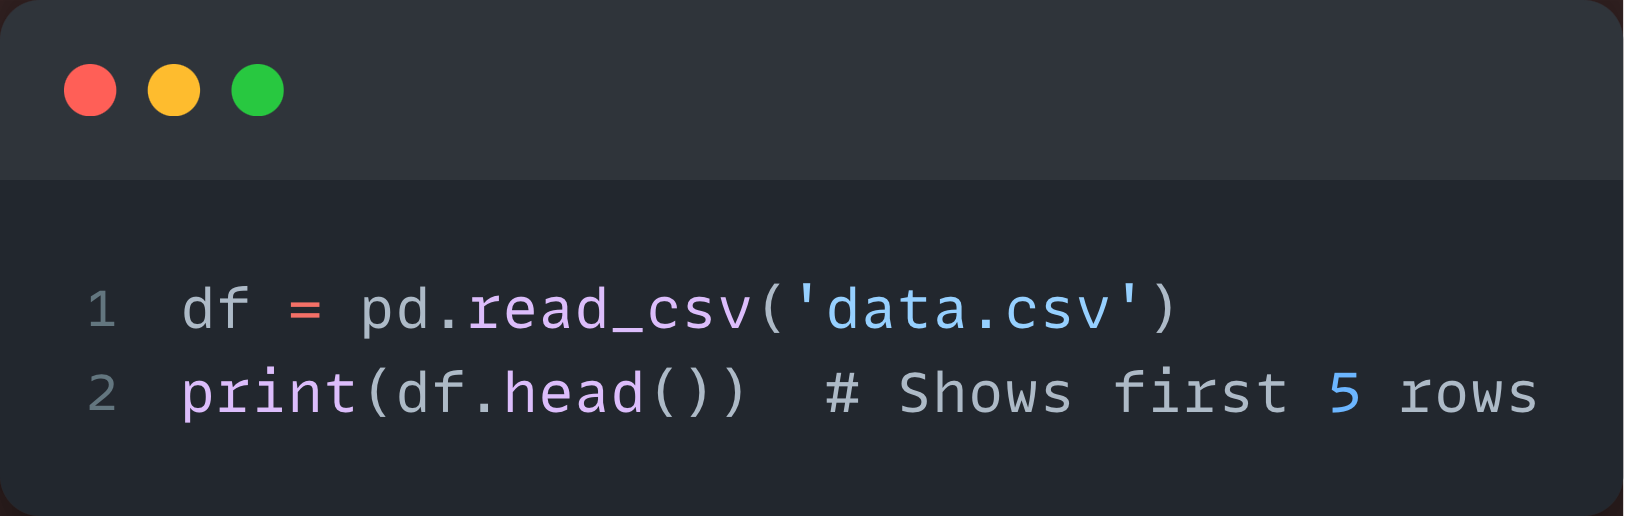 1 df = pd.read_csv('data.csv')
2 print(df.head())  # Shows first 5 rows